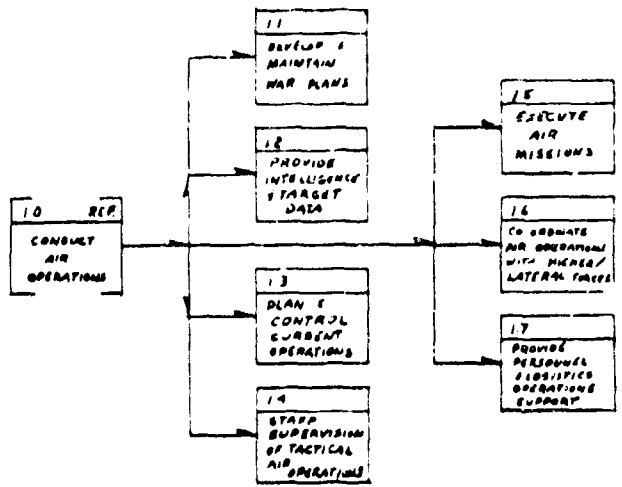 1.0 REF.
CONDUCT
AIR
OPERATIONS
1.1
DEVELOP &
MAINTAIN
WAR PLANS
1.2
PROVIDE
INTELLIGENCE
& TARGET
DATA
1.3
PLAN &
CONTROL
CURRENT
OPERATIONS
1.4
STAFF
SUPERVISION
OF TACTICAL
AIR
OPERATIONS
1.5
EXECUTE
AIR
MISSIONS
1.6
CO ORDINATE
AIR OPERATIONS
WITH HIGHER/
LATERAL FORCES
1.7
PROVIDE
PERSONNEL
& LOGISTICS
OPERATIONS
SUPPORT